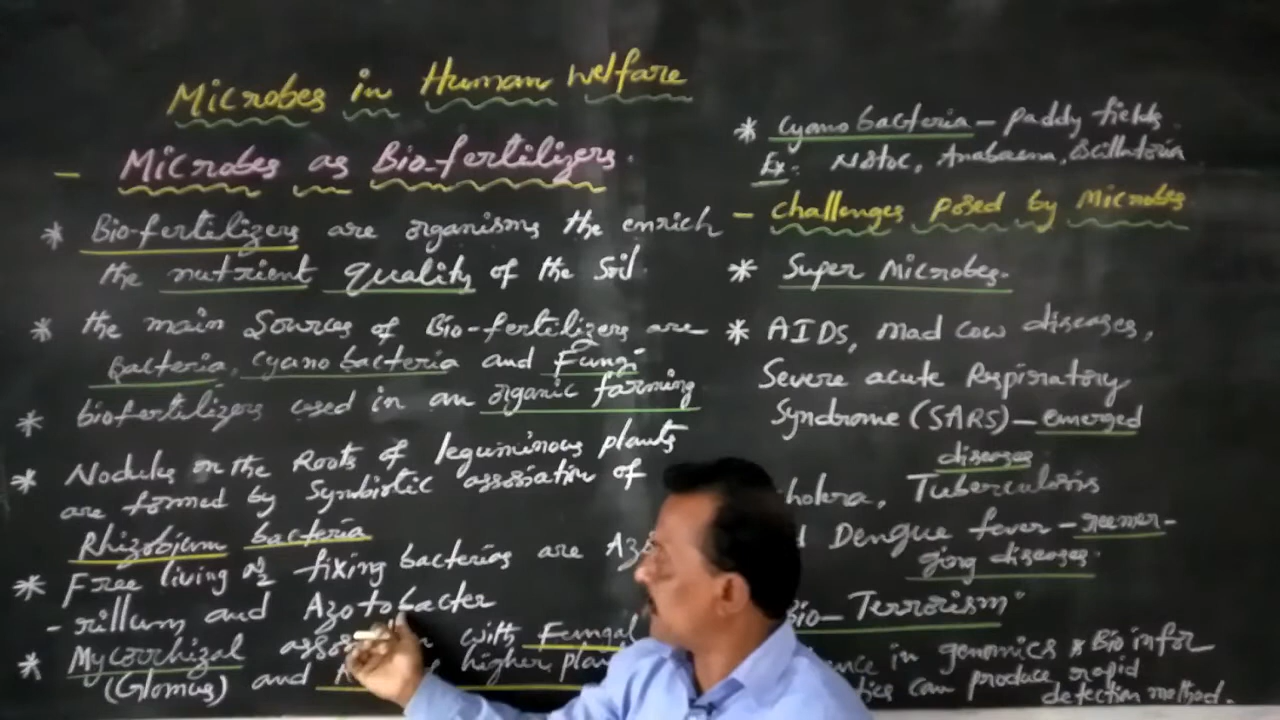 Microbes in Human Welfare
- Microbes as Bio-fertilizers.
* Bio-fertilizers are organisms the enrich
the nutrient quality of the Soil.
* the main Sources of Bio-fertilizers are
Bacteria, Cyano bacteria and Fungi
* biofertilizers used in an organic farming
* Nodules on the Roots of leguminous plants
are formed by Symbiotic association of
Rhizobium bacteria
* Free living N2 fixing bacterias are Azo
-rillum and Azotobacter
* Mycorrhizal with Fungal
(Glomus) and higher
* Cyano bacteria - paddy fields.
Ex: Nostoc, Anabaena, Oscillatoria
- Challenges posed by Microbes
* Super Microbes.
* AIDS, Mad cow diseases,
Severe acute Respiratory
Syndrome (SARS) - emerged
diseases
holera, Tuberculosis
Dengue fever - reemer-
ging diseases.
Bio-Terrorism
in genomics & Bio infor
tics can produce rapid
detection method.